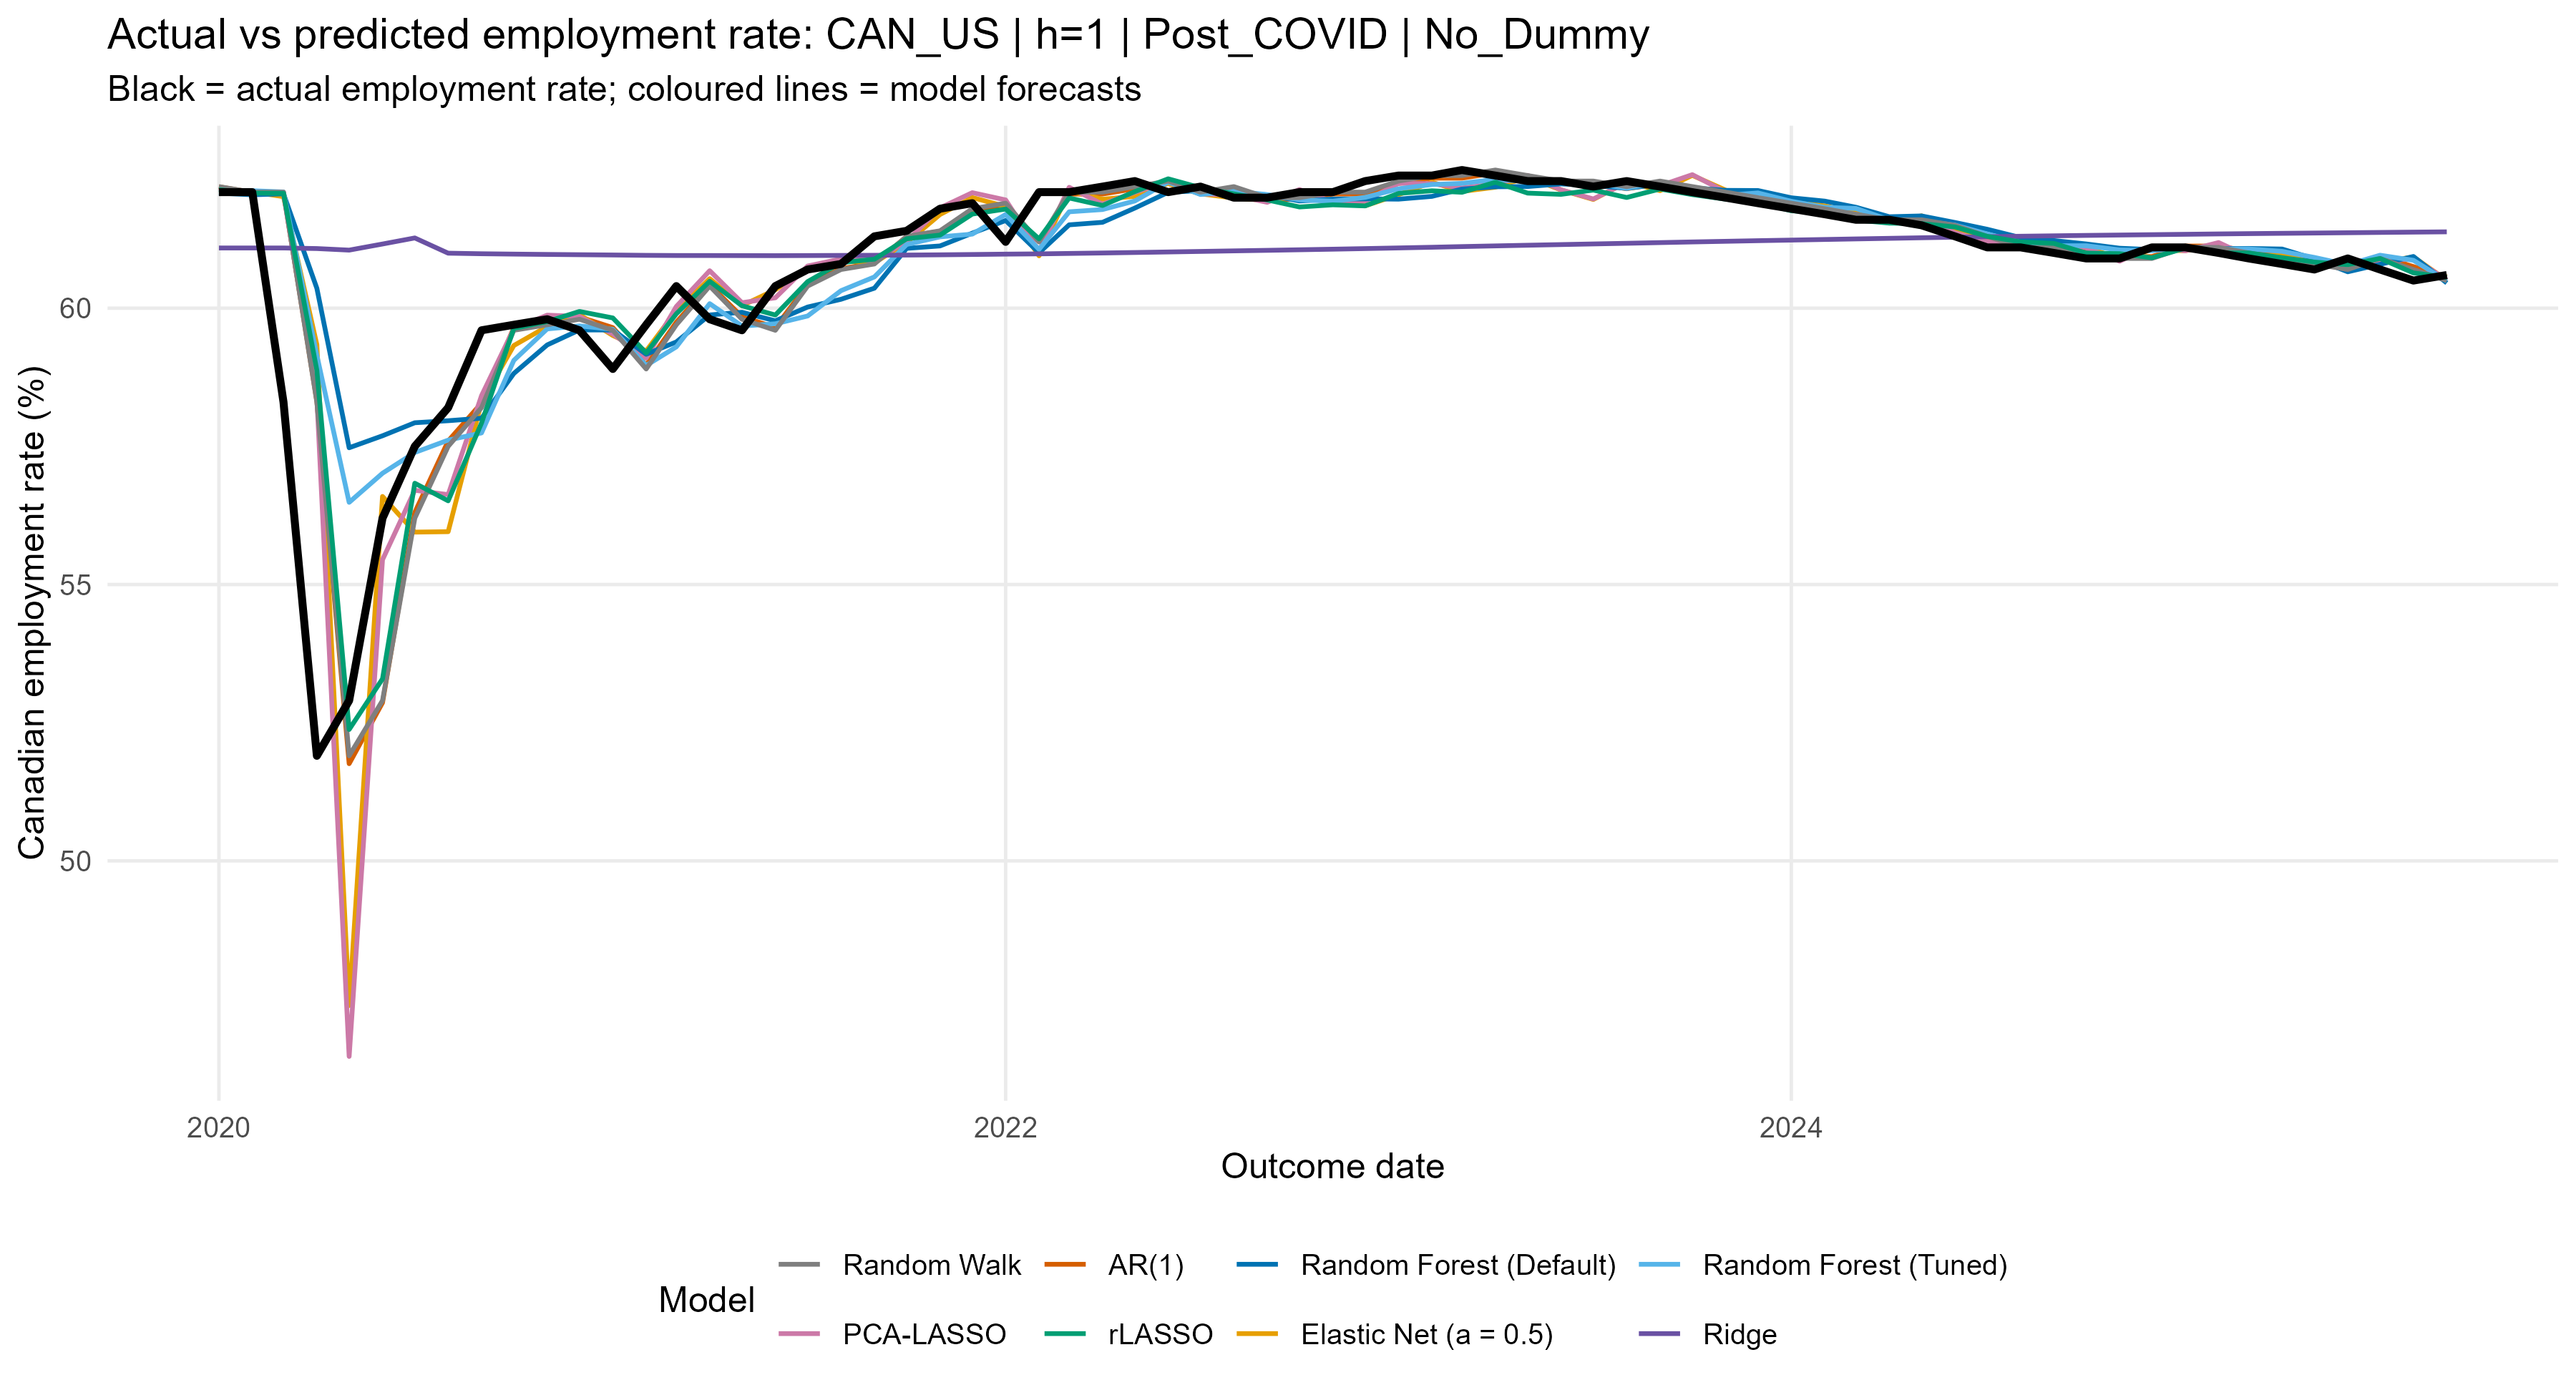 Actual vs predicted employment rate: CAN_US | h=1 | Post_COVID | No_Dummy
Black = actual employment rate; coloured lines = model forecasts
Canadian employment rate (%)
60
55
50
2020 2022 2024
Outcome date
Model
Random Walk AR(1) Random Forest (Default) Random Forest (Tuned)
PCA-LASSO rLASSO Elastic Net (a = 0.5) Ridge